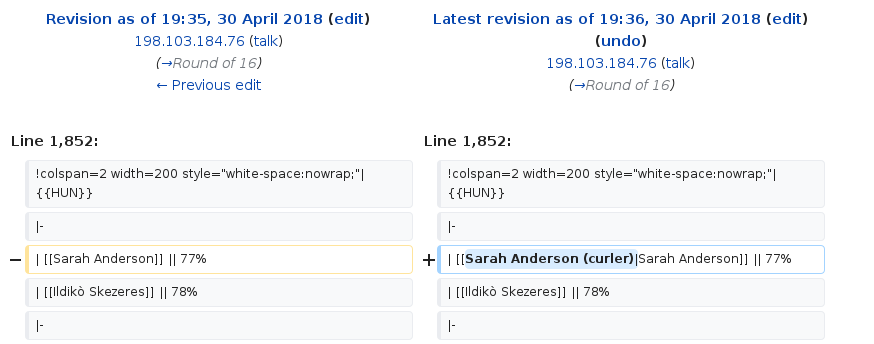 Revision as of 19:35, 30 April 2018 (edit)
198.103.184.76 (talk)
(→Round of 16)
← Previous edit
Latest revision as of 19:36, 30 April 2018 (edit)
(undo)
198.103.184.76 (talk)
(→Round of 16)
Line 1,852:
Line 1,852:
!colspan=2 width=200 style="white-space:nowrap;"|
{{HUN}}
!colspan=2 width=200 style="white-space:nowrap;"|
{{HUN}}
|-
|-
− | [[Sarah Anderson]] || 77%
+ | [[Sarah Anderson (curler)|Sarah Anderson]] || 77%
| [[Ildikò Skezeres]] || 78%
| [[Ildikò Skezeres]] || 78%
|-
|-